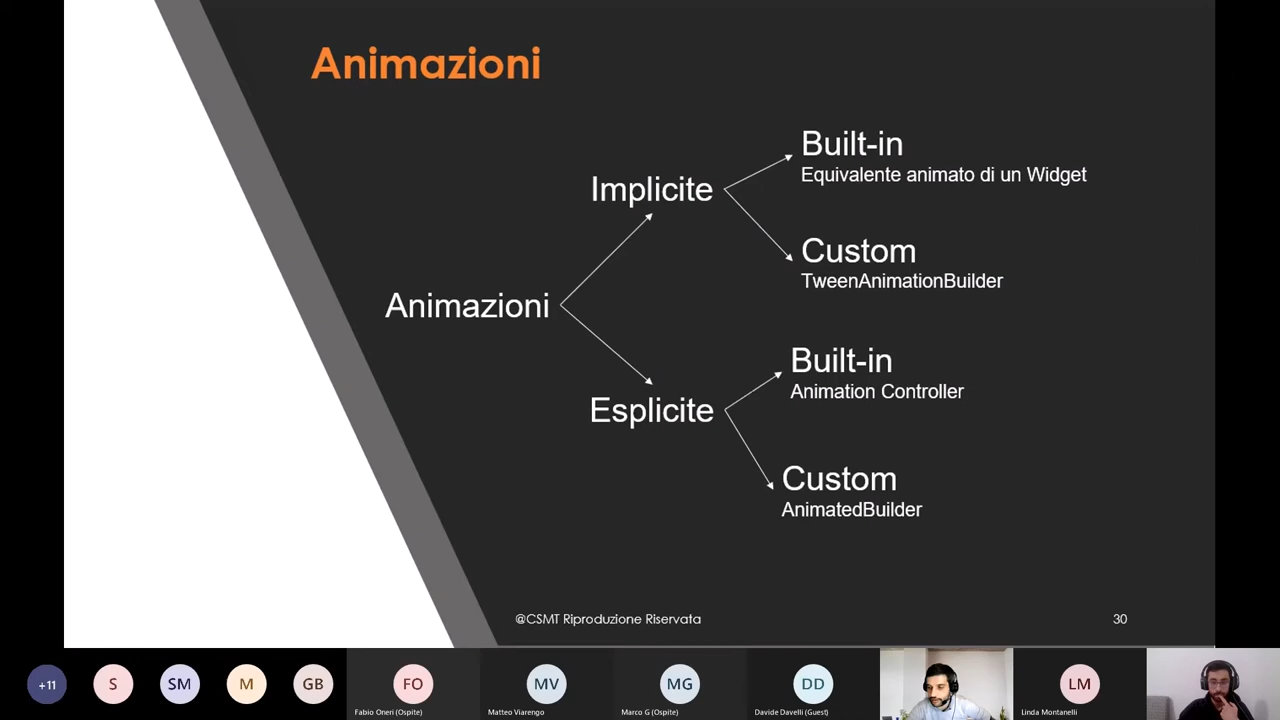 Animazioni
Built-in
Equivalente animato di un Widget
Implicite
Custom
TweenAnimationBuilder
Animazioni
Built-in
Animation Controller
Esplicite
Custom
AnimatedBuilder
@CSMT Riproduzione Riservata
30
+11
S
SM
M
GB
FO
MV
MG
DD
LM
Fabio Oneri (Ospite)
Matteo Viarengo
Marco G (Ospite)
Davide Davelli (Guest)
Linda Montanelli